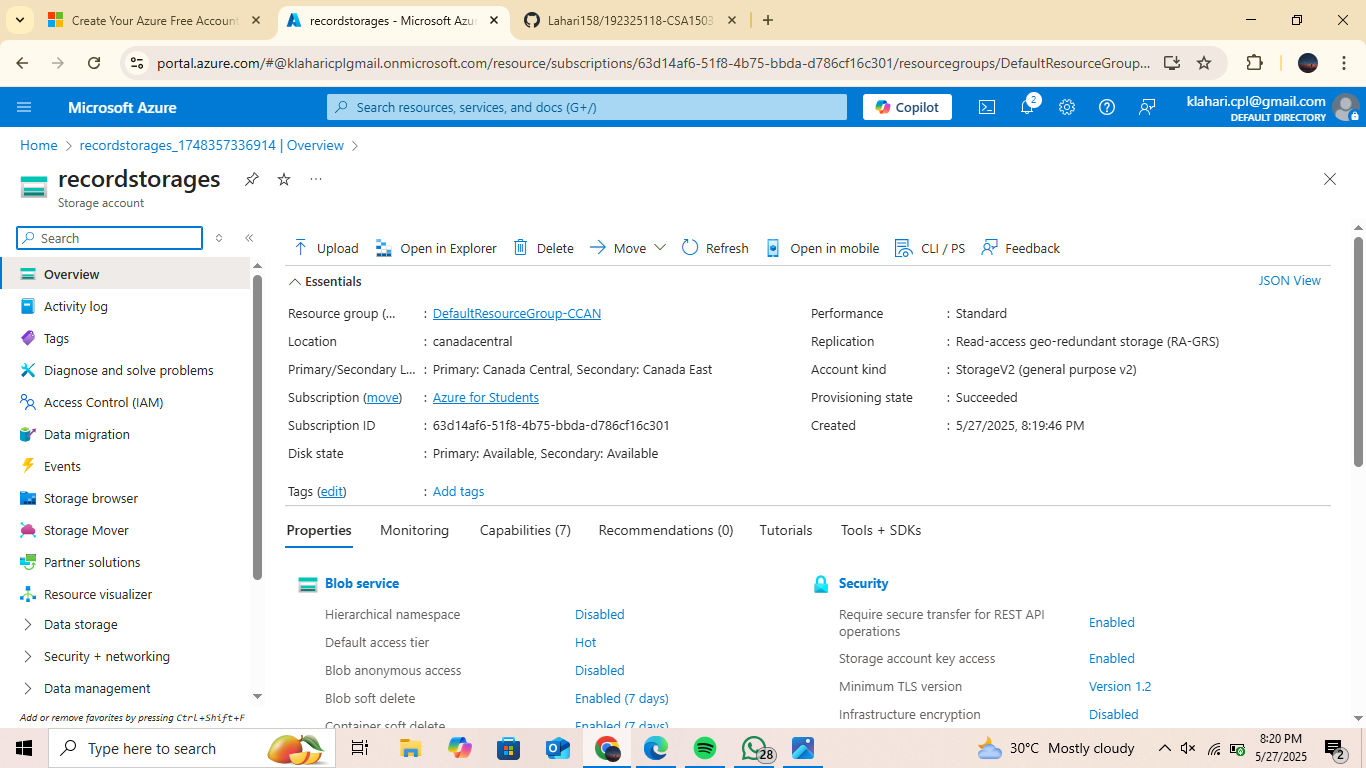 Create Your Azure Free Account
recordstorages - Microsoft Azu
Lahari158/192325118-CSA1503
portal.azure.com/#@klaharicplgmail.onmicrosoft.com/resource/subscriptions/63d14af6-51f8-4b75-bbda-d786cf16c301/resourcegroups/DefaultResourceGroup...
Microsoft Azure
Search resources, services, and docs (G+/)
Copilot
2
klahari.cpl@gmail.com
DEFAULT DIRECTORY
Home > recordstorages_1748357336914 | Overview >
recordstorages
Storage account
Search
Overview
Activity log
Tags
Diagnose and solve problems
Access Control (IAM)
Data migration
Events
Storage browser
Storage Mover
Partner solutions
Resource visualizer
Data storage
Security + networking
Data management
Add or remove favorites by pressing Ctrl+Shift+F
Upload Open in Explorer Delete Move Refresh Open in mobile CLI / PS Feedback
Essentials
JSON View
Resource group (... : DefaultResourceGroup-CCAN
Location : canadacentral
Primary/Secondary L... : Primary: Canada Central, Secondary: Canada East
Subscription (move) : Azure for Students
Subscription ID : 63d14af6-51f8-4b75-bbda-d786cf16c301
Disk state : Primary: Available, Secondary: Available
Tags (edit) : Add tags
Performance : Standard
Replication : Read-access geo-redundant storage (RA-GRS)
Account kind : StorageV2 (general purpose v2)
Provisioning state : Succeeded
Created : 5/27/2025, 8:19:46 PM
Properties Monitoring Capabilities (7) Recommendations (0) Tutorials Tools + SDKs
Blob service
Hierarchical namespace Disabled
Default access tier Hot
Blob anonymous access Disabled
Blob soft delete Enabled (7 days)
Container soft delete Enabled (7 days)
Security
Require secure transfer for REST API
operations Enabled
Storage account key access Enabled
Minimum TLS version Version 1.2
Infrastructure encryption Disabled
Type here to search
28
30°C Mostly cloudy
8:20 PM
5/27/2025
2